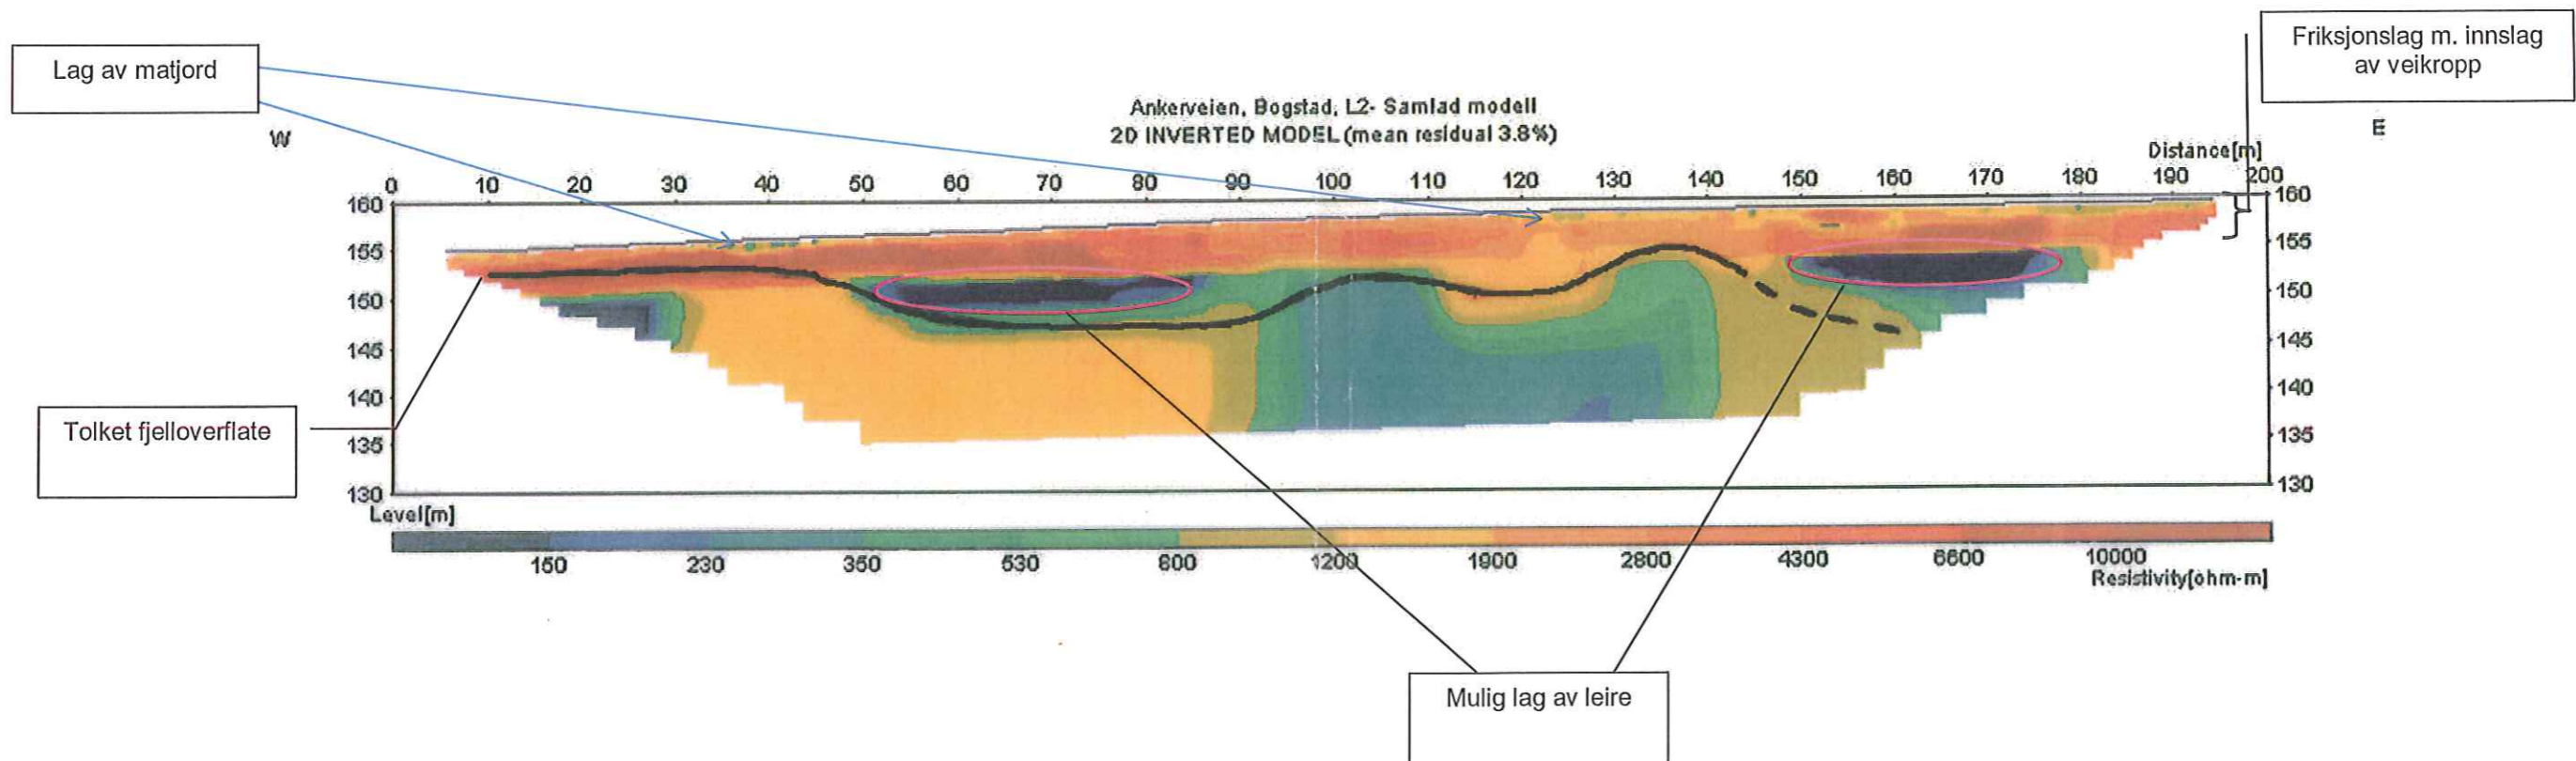 Lag av matjord
Friksjonslag m. innslag
av veikropp
Ankerveien, Bogstad, L2- Samlad modell
2D INVERTED MODEL (mean residual 3.8%)
W
E
Distance[m]
0 10 20 30 40 50 60 70 80 90 100 110 120 130 140 150 160 170 180 190 200
160 160
155 155
150 150
145 145
140 140
135 135
130 130
Tolket fjelloverflate
Level[m]
150 230 350 530 800 1200 1900 2800 4300 6600 10000
Resistivity[ohm-m]
Mulig lag av leire